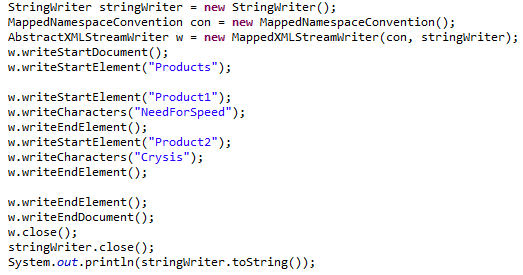 StringWriter stringWriter = new StringWriter();
MappedNamespaceConvention con = new MappedNamespaceConvention();
AbstractXMLStreamWriter w = new MappedXMLStreamWriter(con, stringWriter);
w.writeStartDocument();
w.writeStartElement("Products");
w.writeStartElement("Product1");
w.writeCharacters("NeedForSpeed");
w.writeEndElement();
w.writeStartElement("Product2");
w.writeCharacters("Crysis");
w.writeEndElement();
w.writeEndElement();
w.writeEndDocument();
w.close();
stringWriter.close();
System.out.println(stringWriter.toString());